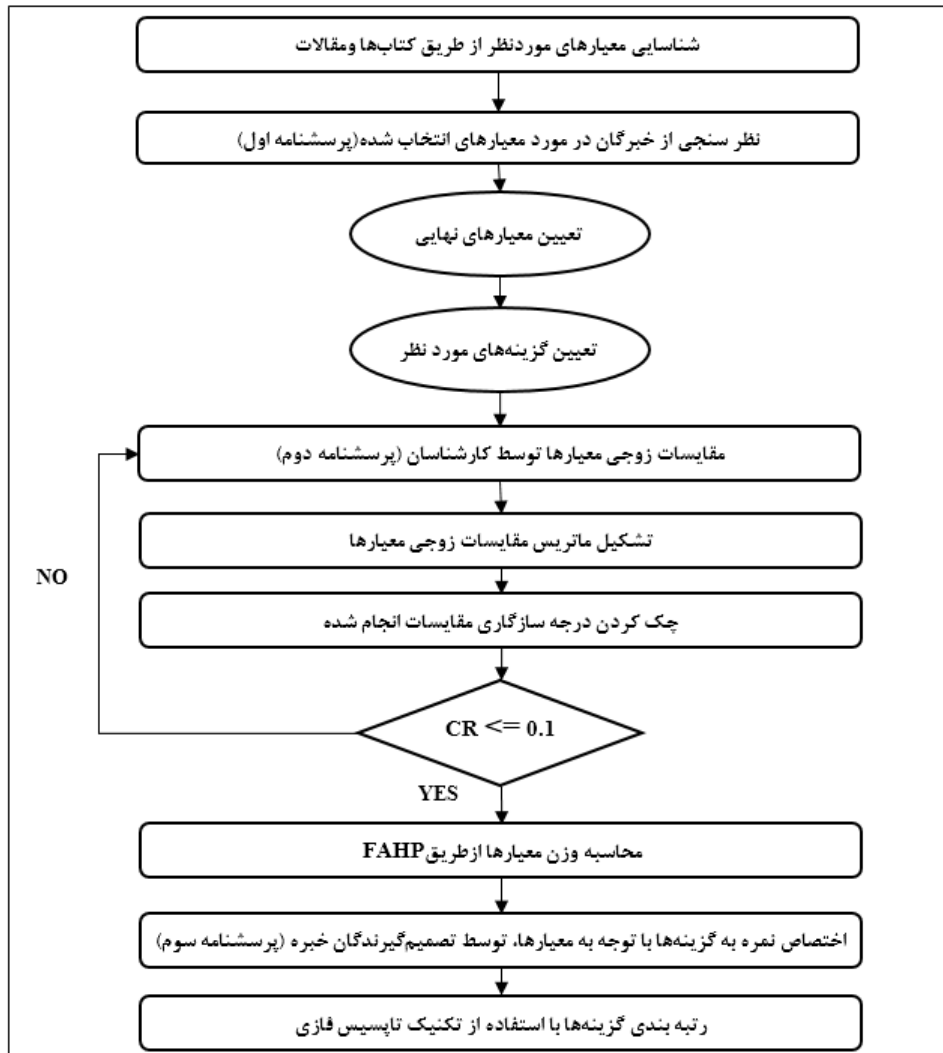 شناسایی معیارهای موردنظر از طریق کتاب‌ها ومقالات
نظر سنجی از خبرگان در مورد معیارهای انتخاب شده(پرسشنامه اول)
تعیین معیارهای نهایی
تعیین گزینه‌های مورد نظر
مقایسات زوجی معیارها توسط کارشناسان (پرسشنامه دوم)
تشکیل ماتریس مقایسات زوجی معیارها
NO
چک کردن درجه سازگاری مقایسات انجام شده
CR <= 0.1
YES
محاسبه وزن معیارها ازطریقFAHP
اختصاص نمره به گزینه‌ها با توجه به معیارها، توسط تصمیم‌گیرندگان خبره (پرسشنامه سوم)
رتبه بندی گزینه‌ها با استفاده از تکنیک تاپسیس فازی